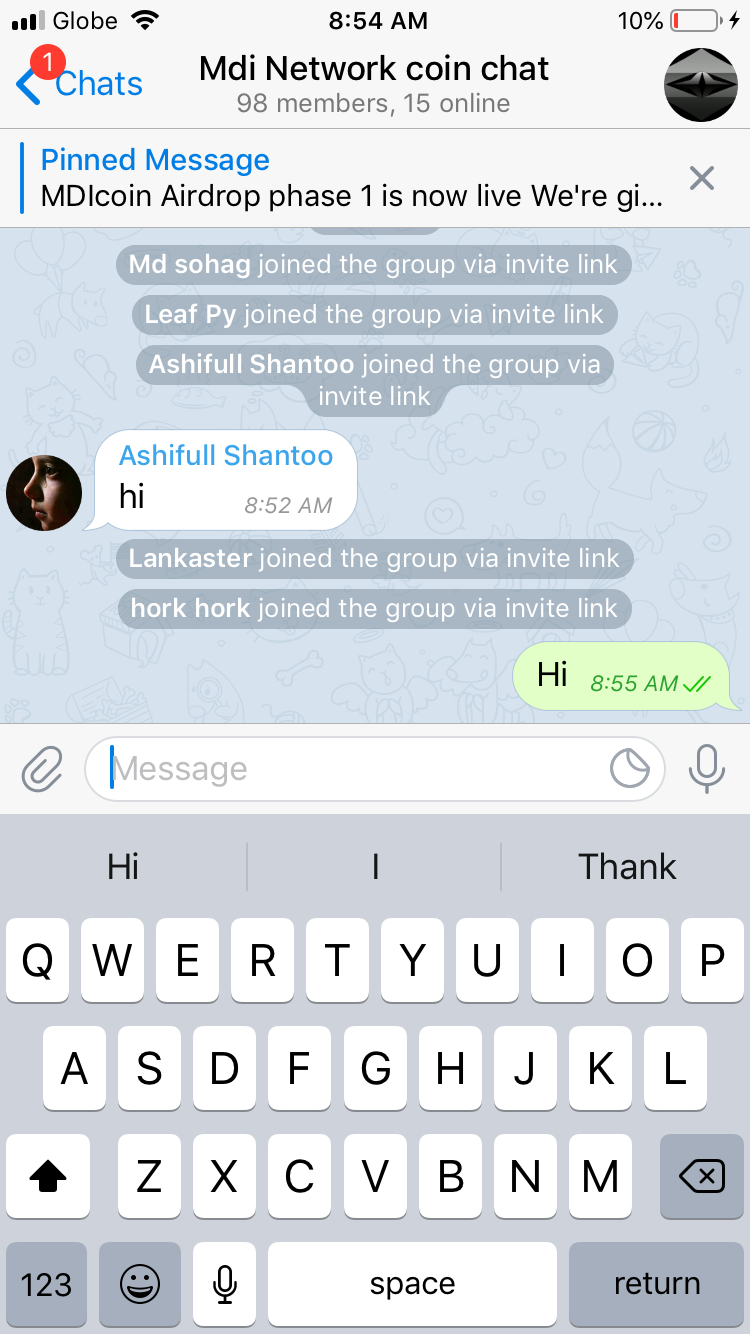 Globe 8:54 AM 10%
1
Chats
Mdi Network coin chat
98 members, 15 online
Pinned Message
MDIcoin Airdrop phase 1 is now live We're gi...
Md sohag joined the group via invite link
Leaf Py joined the group via invite link
Ashifull Shantoo joined the group via
invite link
Ashifull Shantoo
hi 8:52 AM
Lankaster joined the group via invite link
hork hork joined the group via invite link
Hi 8:55 AM
Message
Hi I Thank
Q W E R T Y U I O P
A S D F G H J K L
Z X C V B N M
123 space return